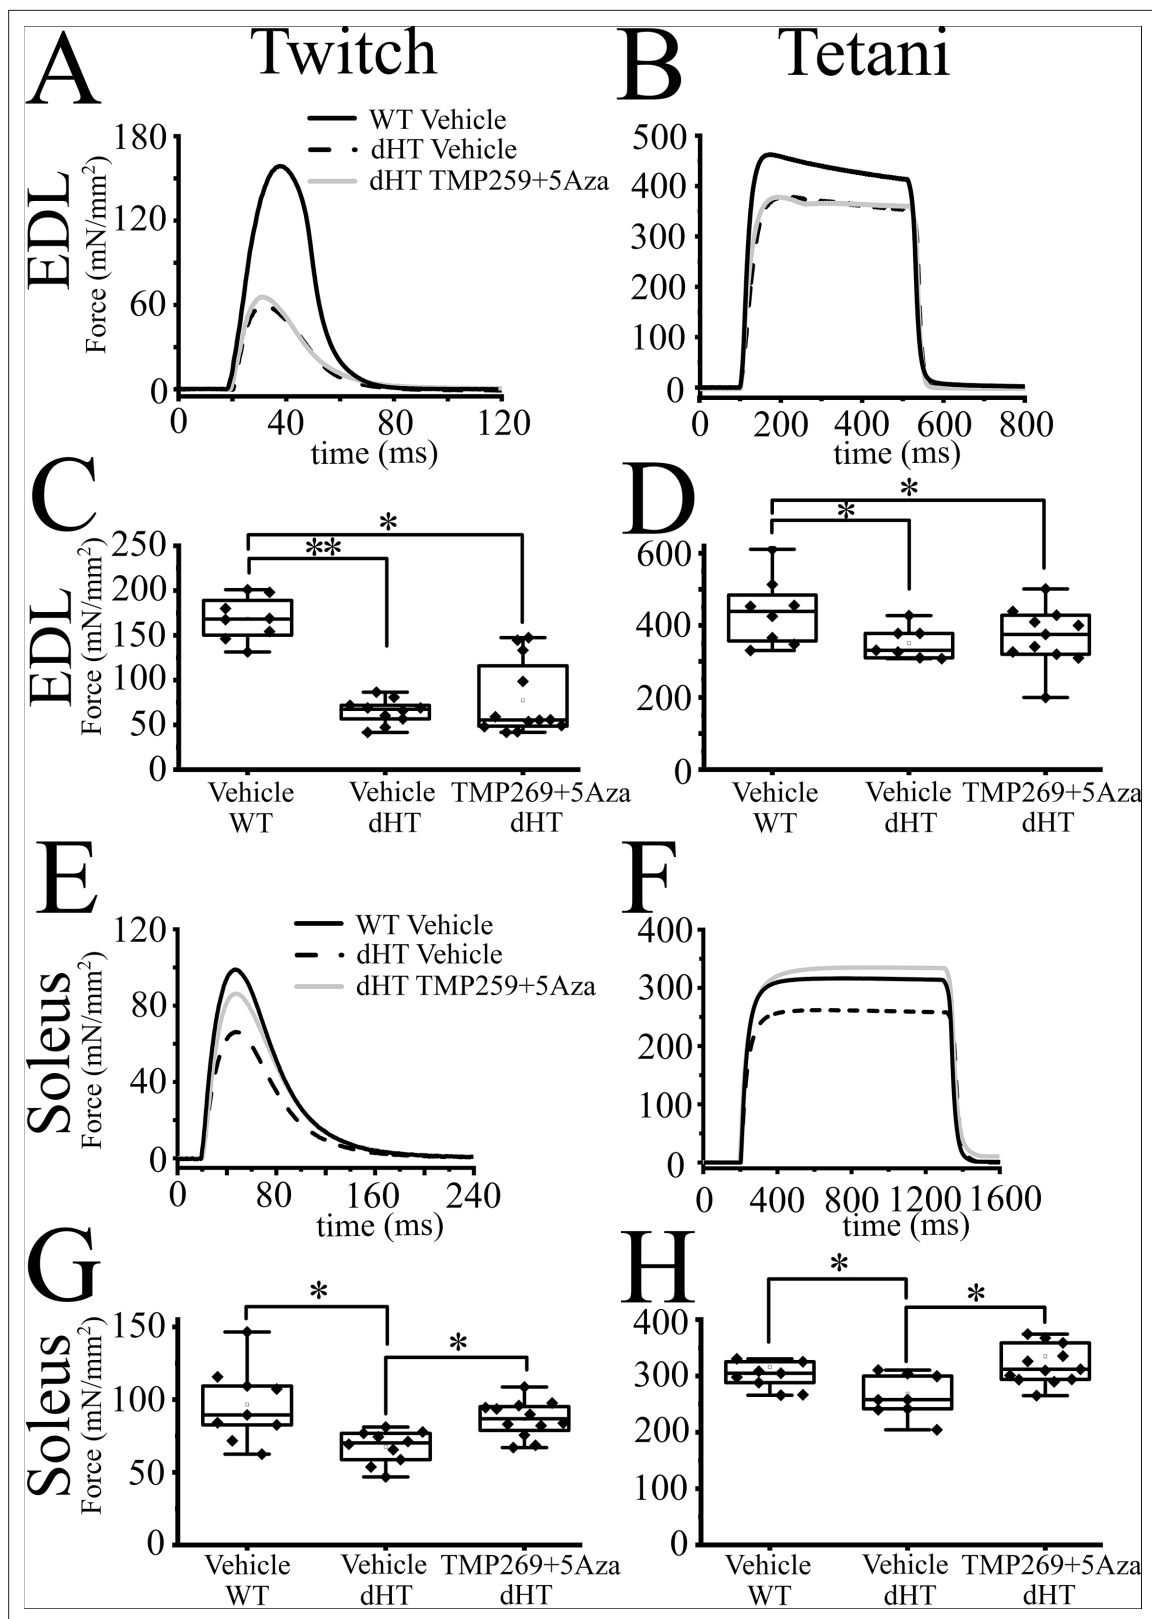 A Twitch
B Tetani
WT Vehicle
dHT Vehicle
dHT TMP259+5Aza
EDL
Force (mN/mm²)
180
120
60
0
0 40 80 120
time (ms)
500
400
300
200
100
0
0 200 400 600 800
time (ms)
C
EDL
Force (mN/mm²)
250
200
150
100
50
0
*
**
Vehicle Vehicle TMP269+5Aza
WT dHT dHT
D
600
400
200
0
*
*
Vehicle Vehicle TMP269+5Aza
WT dHT dHT
E
WT Vehicle
dHT Vehicle
dHT TMP259+5Aza
Soleus
Force (mN/mm²)
120
80
40
0
0 80 160 240
time (ms)
F
400
300
200
100
0
0 400 800 1200 1600
time (ms)
G
Soleus
Force (mN/mm²)
150
100
50
0
*
*
Vehicle Vehicle TMP269+5Aza
WT dHT dHT
H
400
300
200
100
0
*
*
Vehicle Vehicle TMP269+5Aza
WT dHT dHT